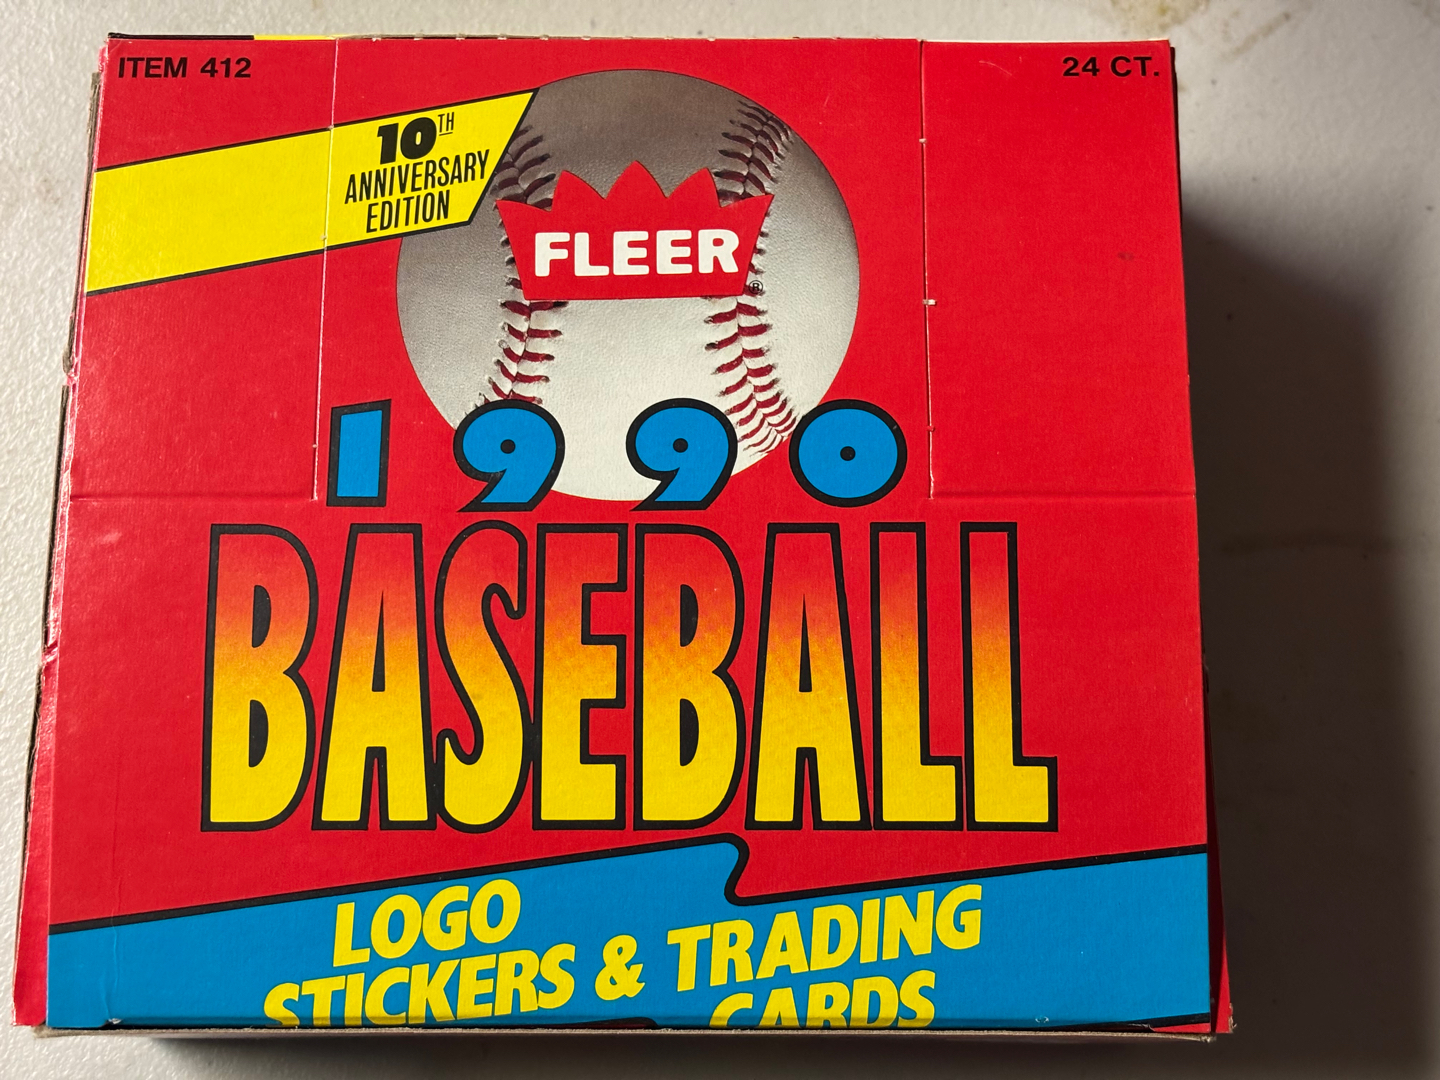 ITEM 412
24 CT.
10TH
ANNIVERSARY
EDITION
FLEER
®
1990
BASEBALL
LOGO
STICKERS & TRADING
CARDS